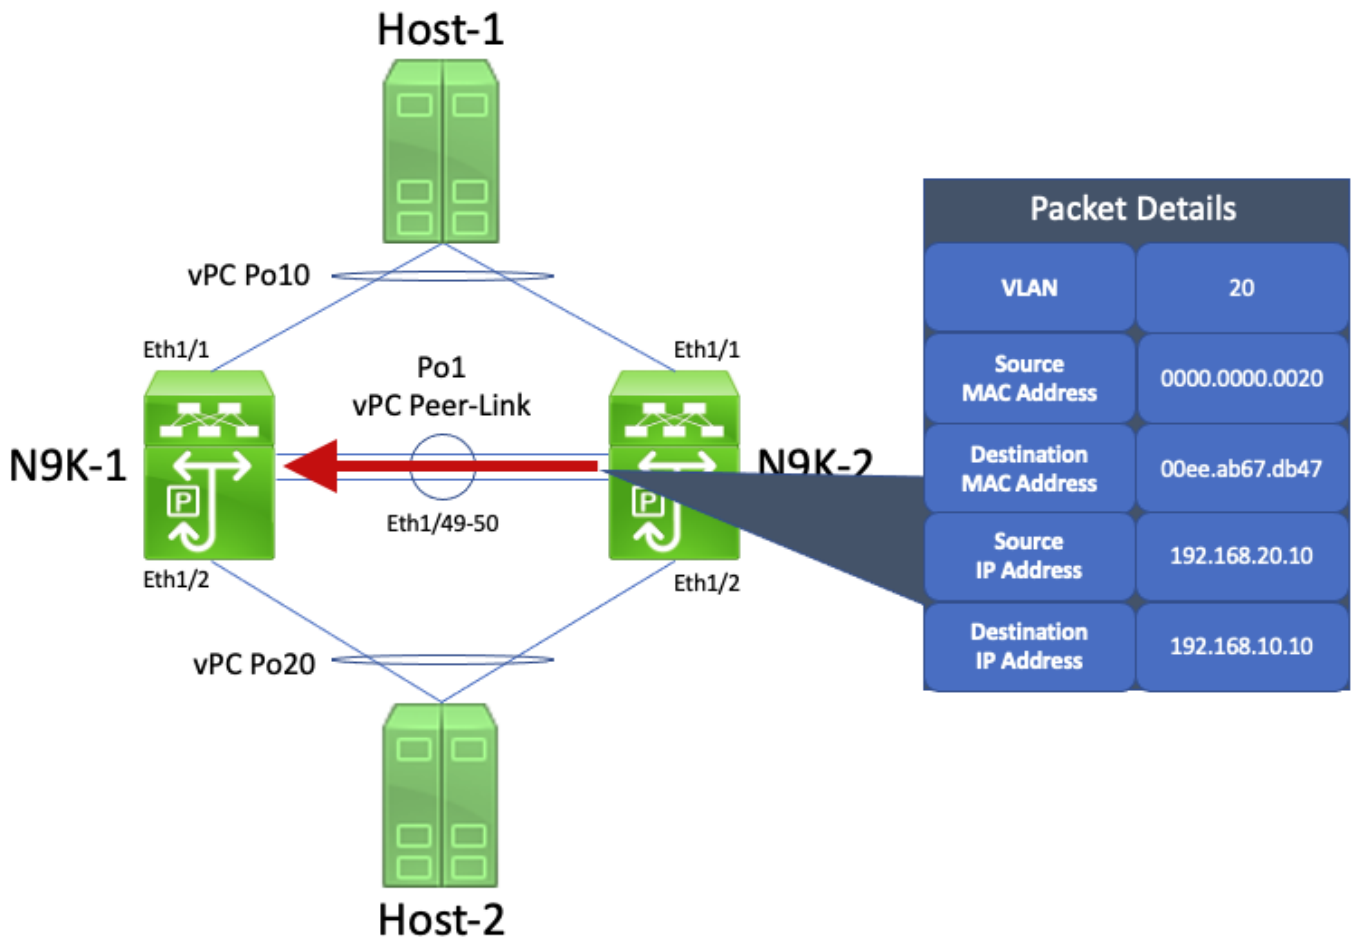 Host-1
vPC Po10
Eth1/1
Eth1/1
Po1
vPC Peer-Link
N9K-1
N9K-2
P
P
Eth1/49-50
Eth1/2
Eth1/2
vPC Po20
Host-2
Packet Details
VLAN
20
Source
MAC Address
0000.0000.0020
Destination
MAC Address
00ee.ab67.db47
Source
IP Address
192.168.20.10
Destination
IP Address
192.168.10.10